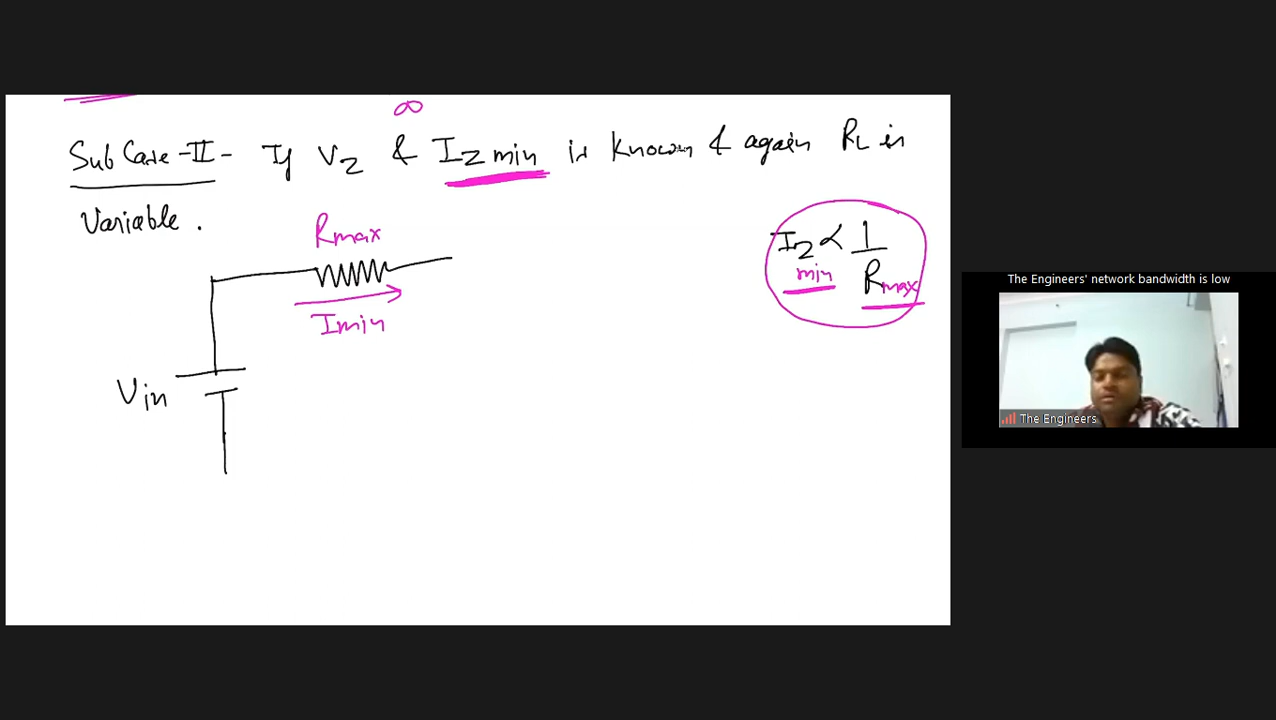 ∞
Sub Case-II- If Vz & Iz min is known & again RL is
Variable.
Rmax
Iz ∝ 1/Rmax
min
Imin
Vin
The Engineers' network bandwidth is low
The Engineers